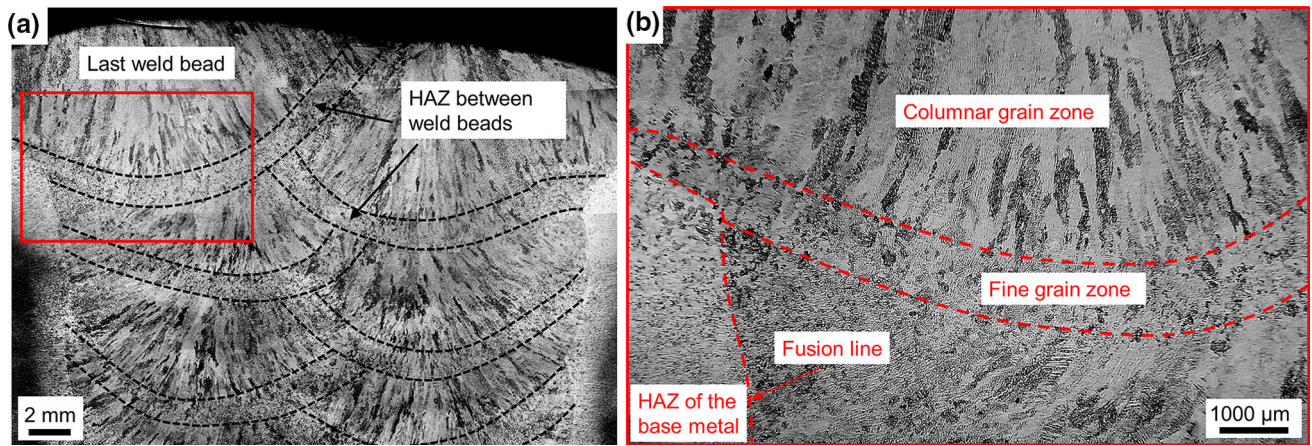 (a)
Last weld bead
HAZ between
weld beads
2 mm
(b)
Columnar grain zone
Fine grain zone
Fusion line
HAZ of the
base metal
1000 µm